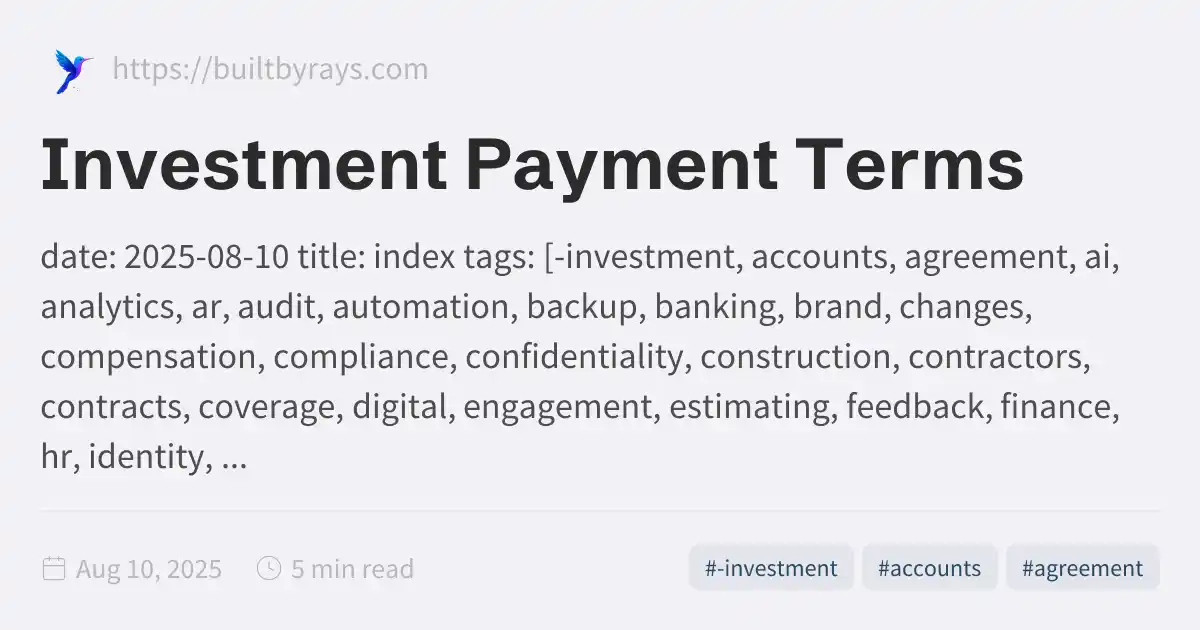 https://builtbyrays.com
Investment Payment Terms
date: 2025-08-10 title: index tags: [-investment, accounts, agreement, ai,
analytics, ar, audit, automation, backup, banking, brand, changes,
compensation, compliance, confidentiality, construction, contractors,
contracts, coverage, digital, engagement, estimating, feedback, finance,
hr, identity, ...
Aug 10, 2025 5 min read #-investment #accounts #agreement